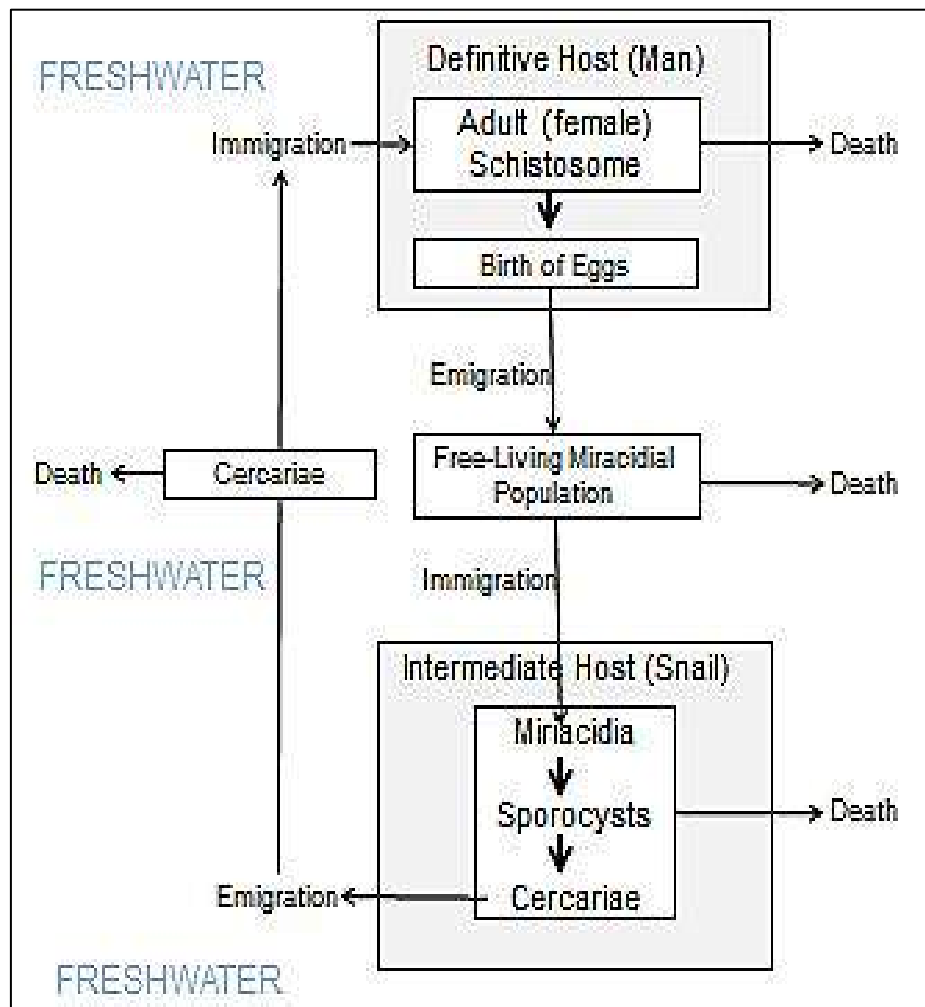 Definitive Host (Man)
FRESHWATER
Adult (female)
Schistosome
Immigration
Death
Birth of Eggs
Emigration
Free-Living Miracidial
Population
Death
Death
Cercariae
FRESHWATER
Immigration
Intermediate Host (Snail)
Miriacidia
Sporocysts
Death
Cercariae
Emigration
FRESHWATER